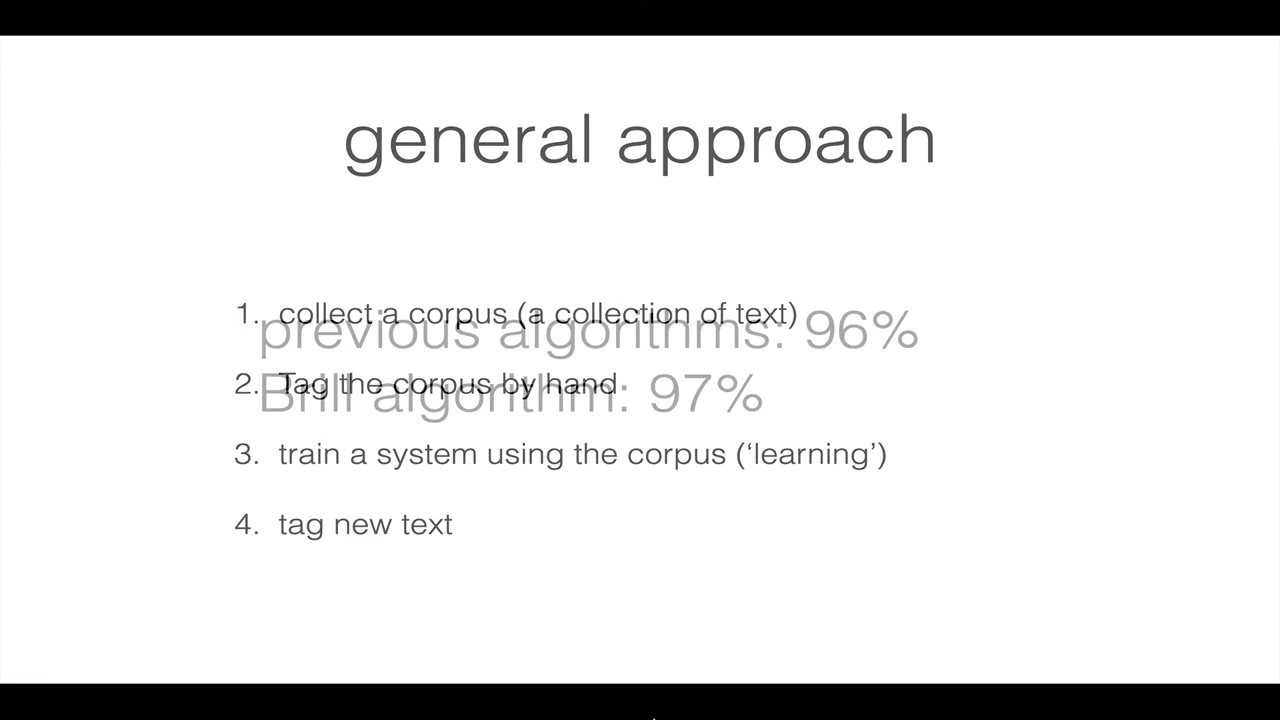 general approach
1. collect a corpus (a collection of text)
previous algorithms: 96%
2. Tag the corpus by hand
Brill algorithm: 97%
3. train a system using the corpus (‘learning’)
4. tag new text